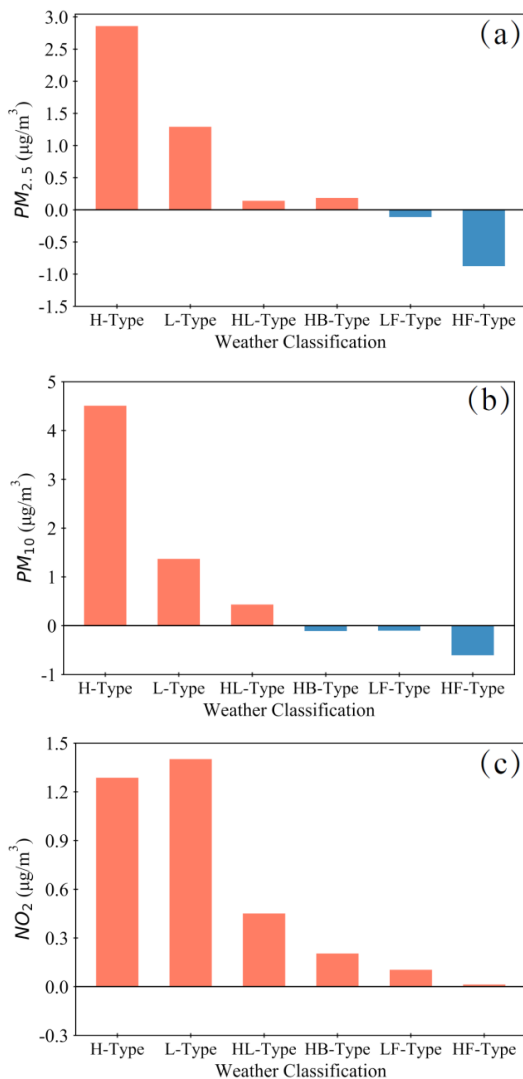 (a)
3.0
2.5
2.0
1.5
1.0
0.5
0.0
-0.5
-1.0
-1.5
PM2.5 (μg/m³)
H-Type L-Type HL-Type HB-Type LF-Type HF-Type
Weather Classification
(b)
5
4
3
2
1
0
-1
PM10 (μg/m³)
H-Type L-Type HL-Type HB-Type LF-Type HF-Type
Weather Classification
(c)
1.5
1.2
0.9
0.6
0.3
0.0
-0.3
NO2 (μg/m³)
H-Type L-Type HL-Type HB-Type LF-Type HF-Type
Weather Classification